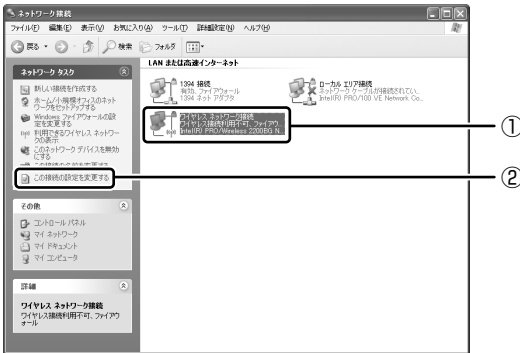 ネットワーク接続
ファイル(F) 編集(E) 表示(V) お気に入り(A) ツール(T) 詳細設定(N) ヘルプ(H)
戻る 検索 フォルダ
ネットワーク タスク
新しい接続を作成する
ホーム/小規模オフィスのネット
ワークをセットアップする
Windows ファイアウォールの設
定を変更する
利用できるワイヤレス ネットワー
クの表示
このネットワーク デバイスを無効
にする
この接続の名前を変更する
この接続の設定を変更する
その他
コントロール パネル
マイ ネットワーク
マイ ドキュメント
マイ コンピュータ
詳細
ワイヤレス ネットワーク接続
ワイヤレス接続利用不可、ファイアウ
ォール
LAN または高速インターネット
1394 接続
有効、ファイアウォール
1394 ネット アダプタ
ローカル エリア接続
ネットワーク ケーブルが接続されてい...
Intel(R) PRO/100 VE Network Co...
ワイヤレス ネットワーク接続
ワイヤレス接続利用不可、ファイアウ...
Intel(R) PRO/Wireless 2200BG N...
①
②